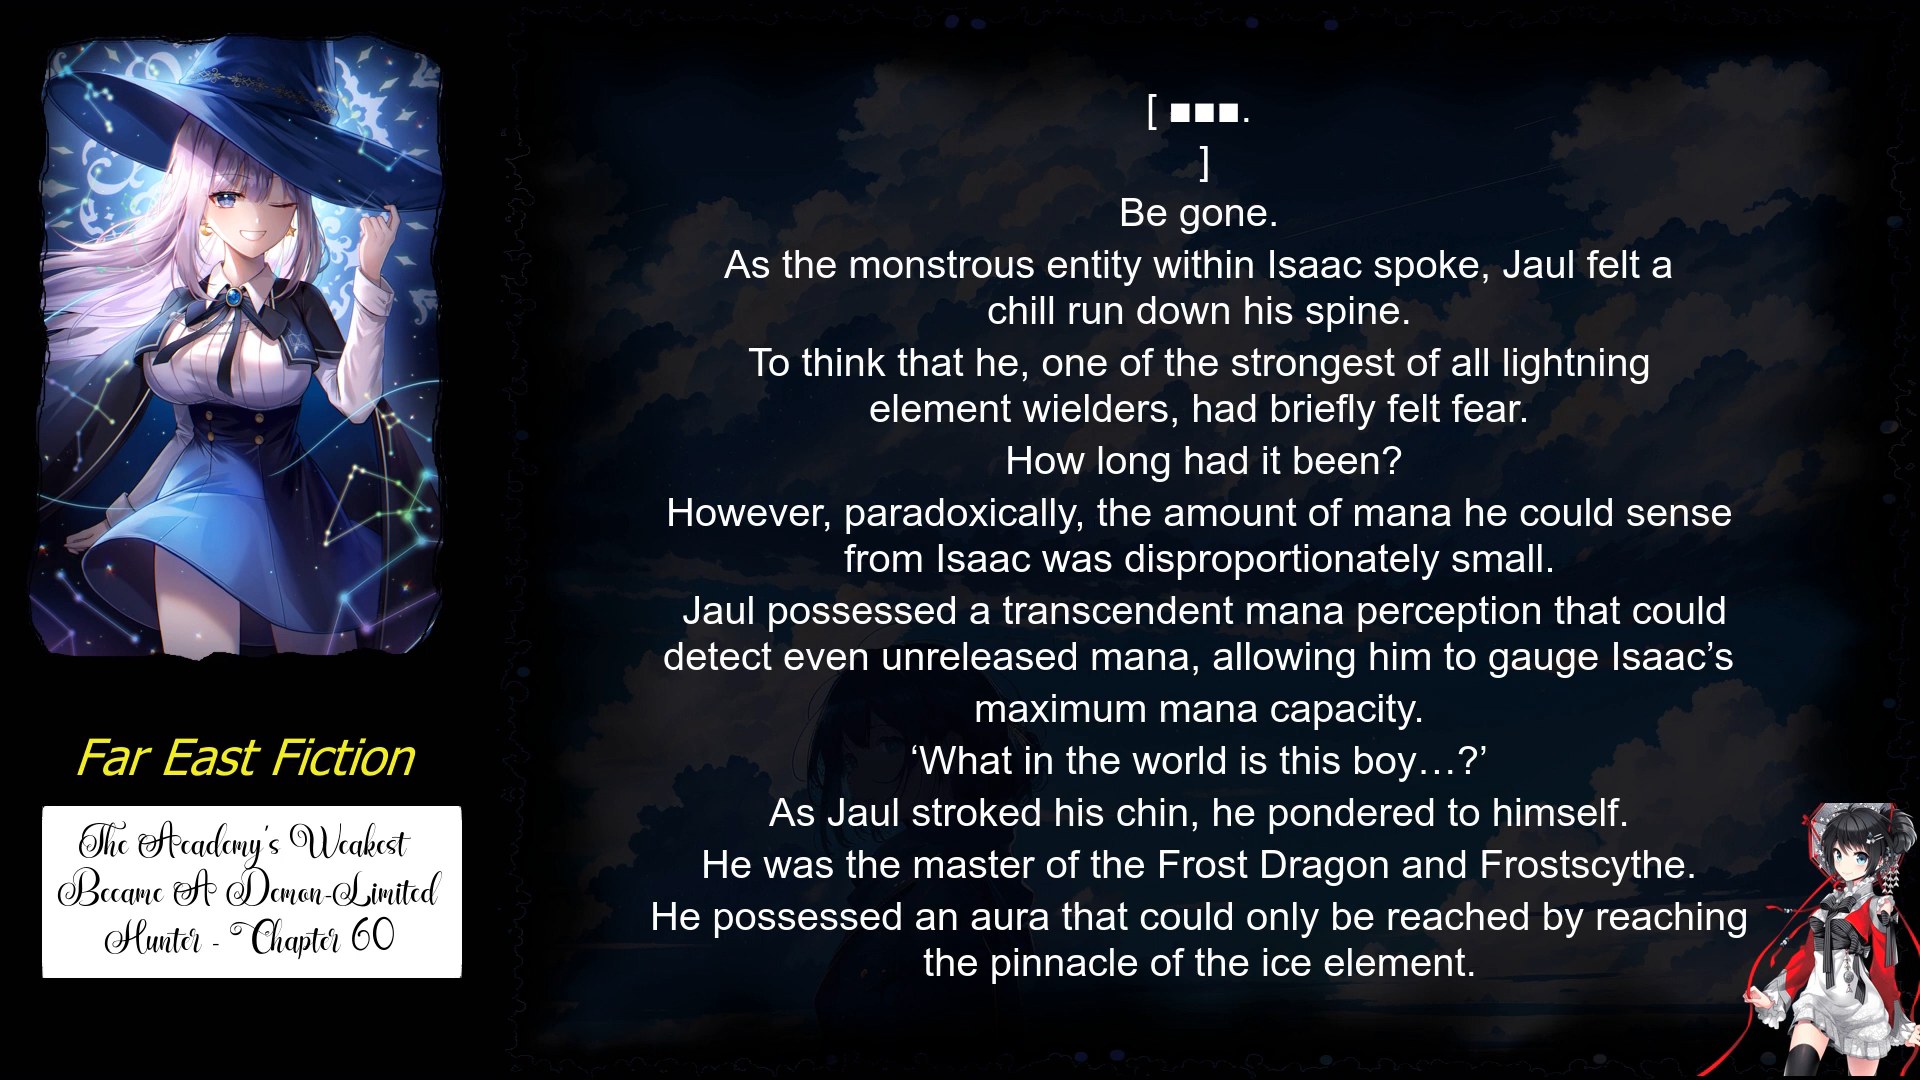 [ ■■■.
]
Be gone.
As the monstrous entity within Isaac spoke, Jaul felt a
chill run down his spine.
To think that he, one of the strongest of all lightning
element wielders, had briefly felt fear.
How long had it been?
However, paradoxically, the amount of mana he could sense
from Isaac was disproportionately small.
Jaul possessed a transcendent mana perception that could
detect even unreleased mana, allowing him to gauge Isaac’s
maximum mana capacity.
‘What in the world is this boy…?’
As Jaul stroked his chin, he pondered to himself.
He was the master of the Frost Dragon and Frostscythe.
He possessed an aura that could only be reached by reaching
the pinnacle of the ice element.
Far East Fiction
The Academy's Weakest
Became A Demon-Limited
Hunter - Chapter 60